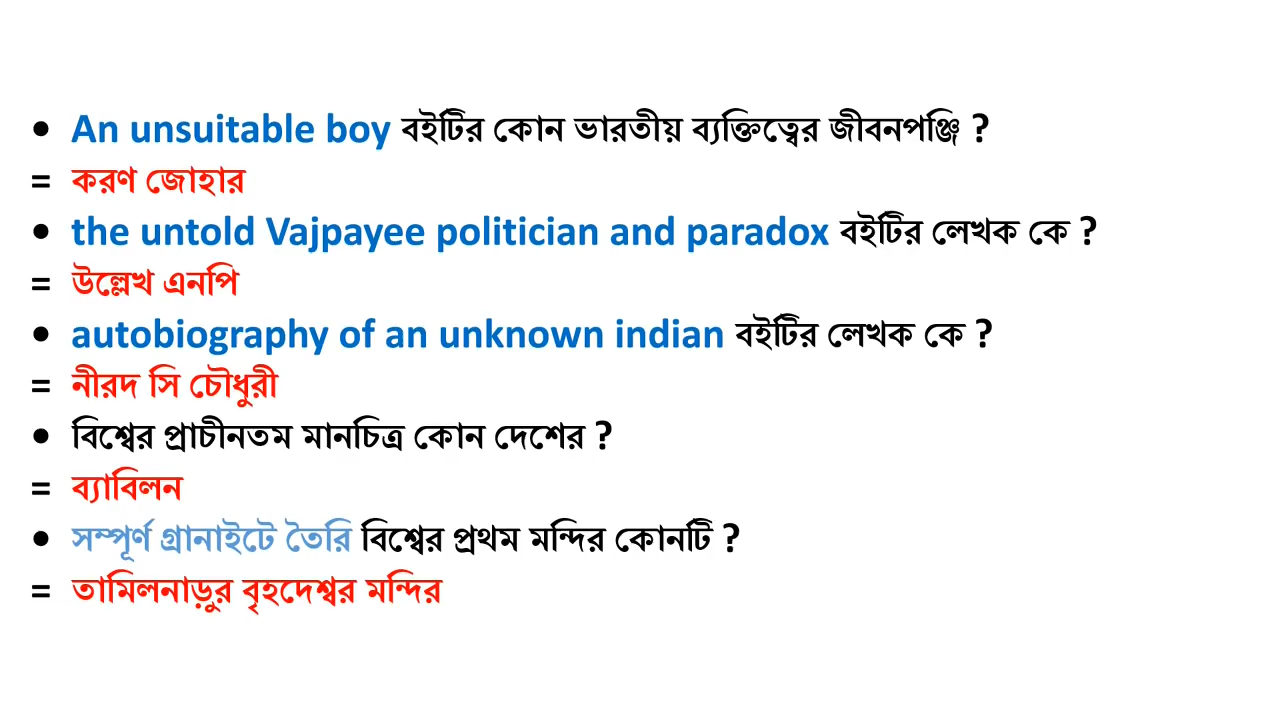 • An unsuitable boy বইটির কোন ভারতীয় ব্যক্তিত্বের জীবনপঞ্জি ?
= করণ জোহার
• the untold Vajpayee politician and paradox বইটির লেখক কে ?
= উল্লেখ এনপি
• autobiography of an unknown indian বইটির লেখক কে ?
= নীরদ সি চৌধুরী
• বিশ্বের প্রাচীনতম মানচিত্র কোন দেশের ?
= ব্যাবিলন
• সম্পূর্ণ গ্রানাইটে তৈরি বিশ্বের প্রথম মন্দির কোনটি ?
= তামিলনাড়ুর বৃহদেশ্বর মন্দির